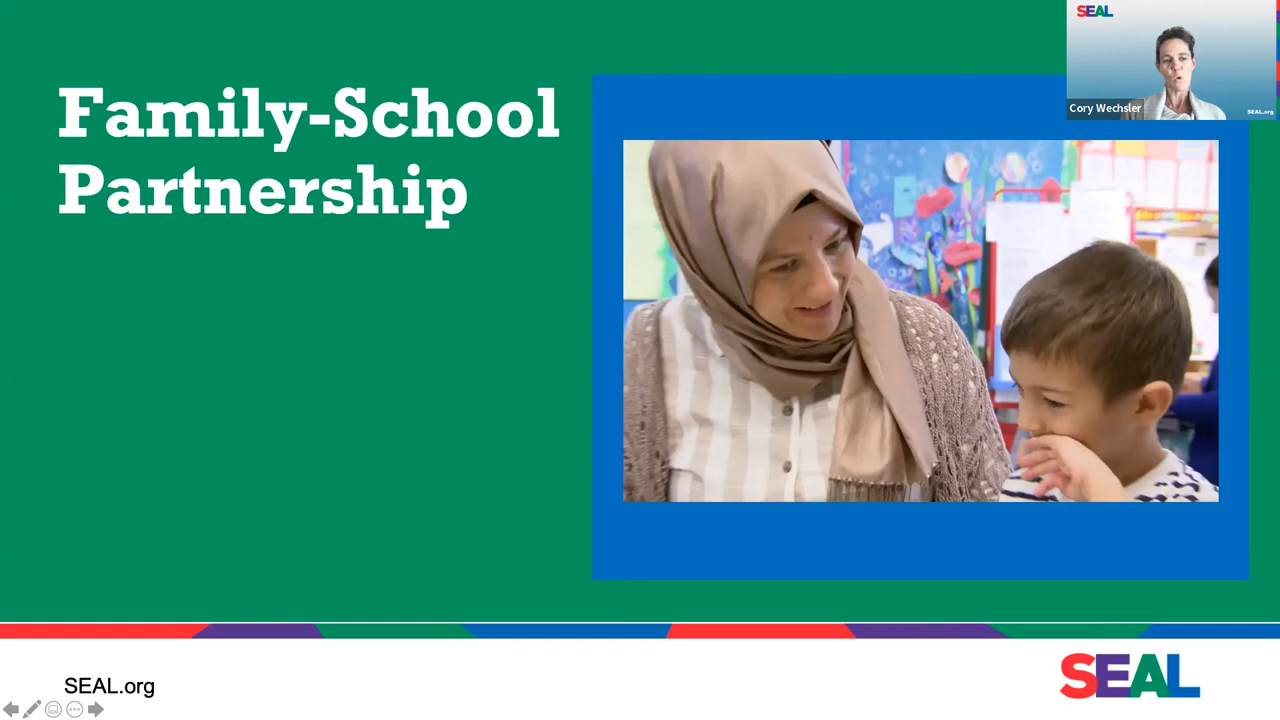 Family-School
Partnership
SEAL
Cory Wechsler
SEAL.org
SEAL.org
SEAL